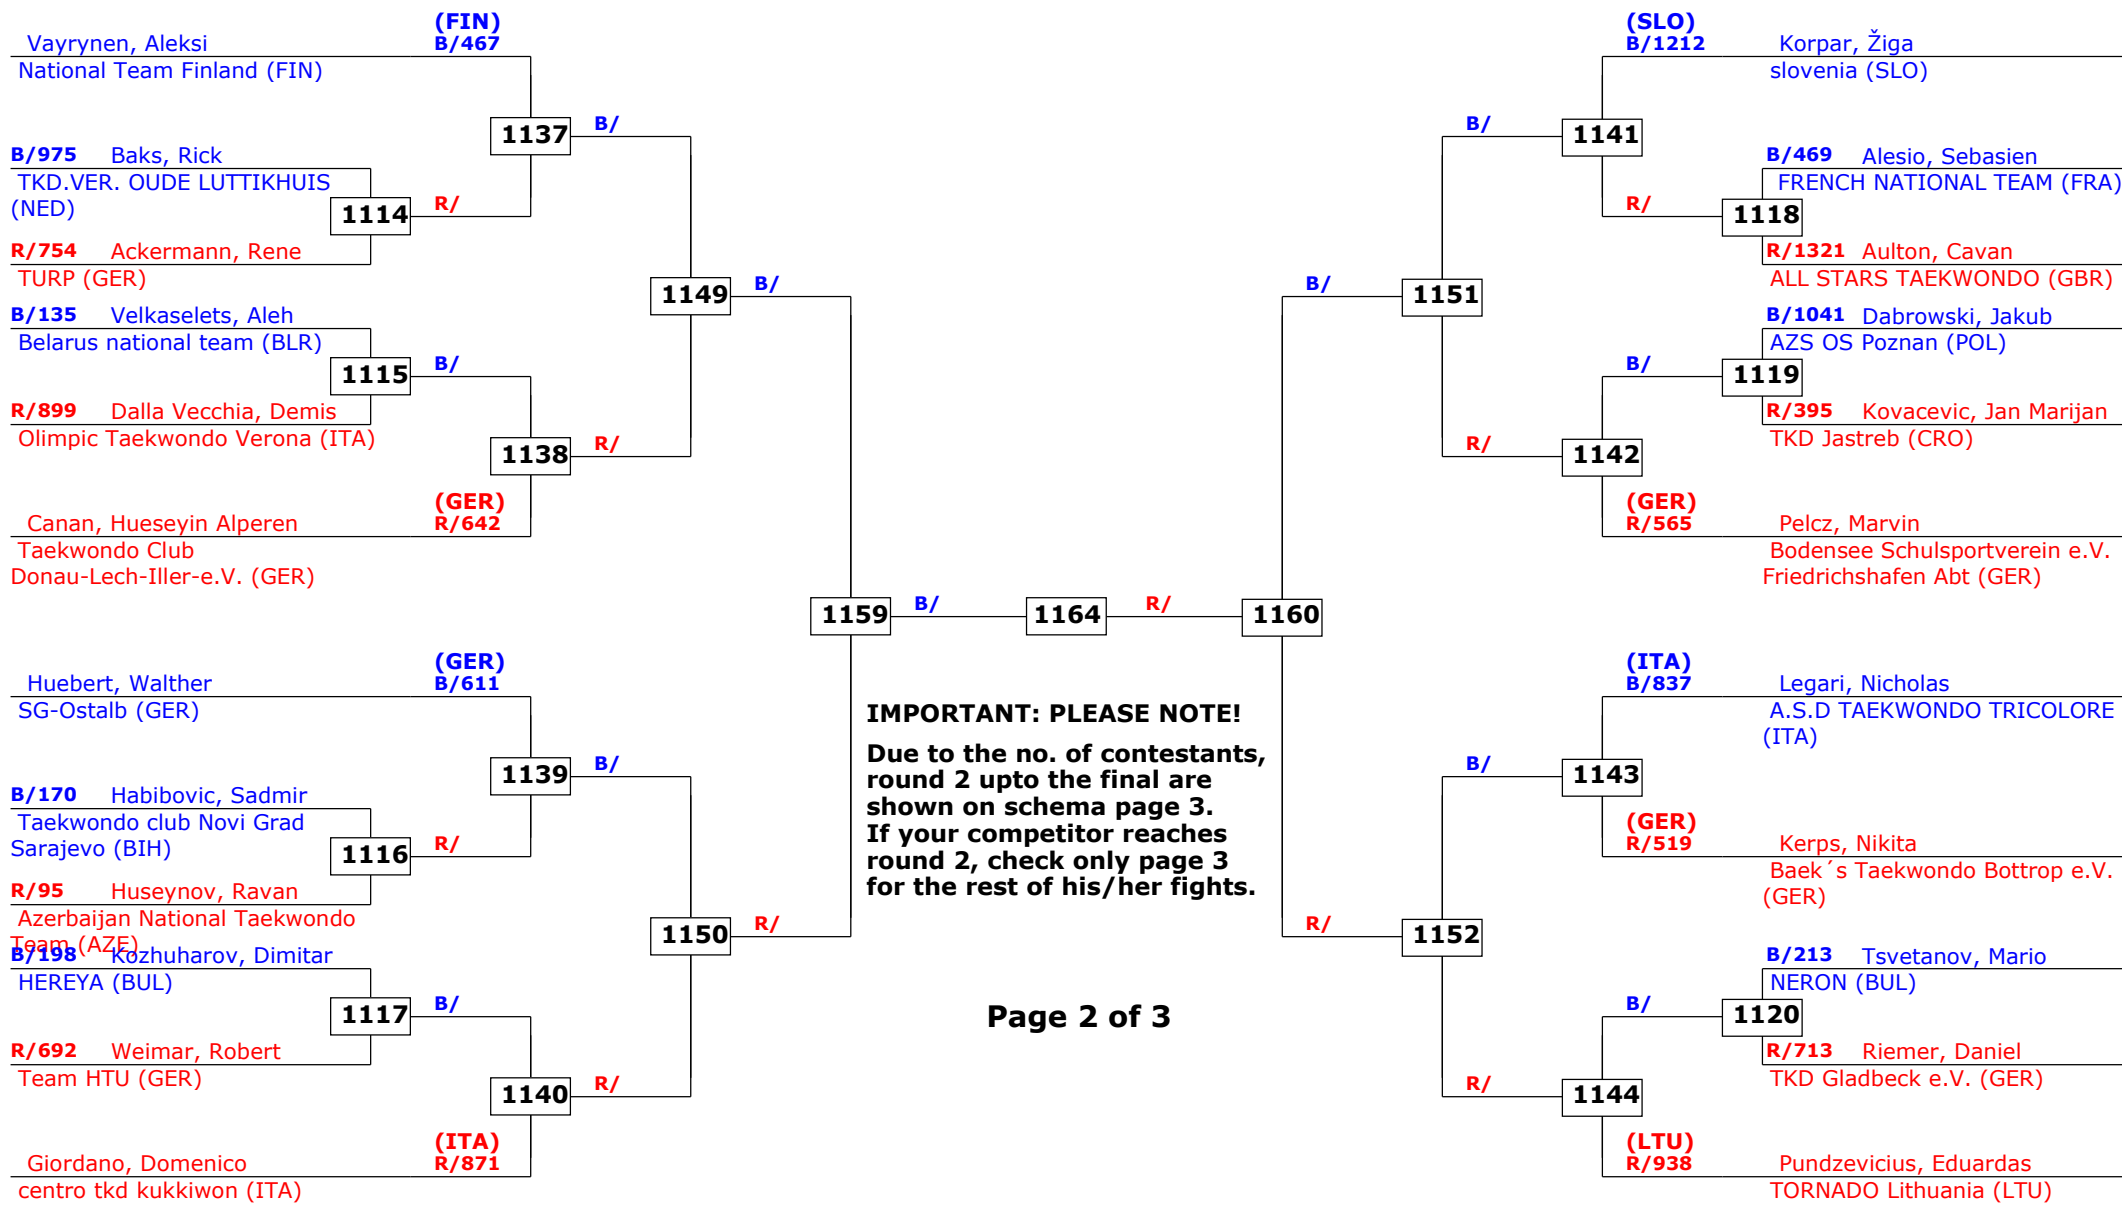 (FIN)
Vayrynen, Aleksi B/467
National Team Finland (FIN)
1137
B/
B/975 Baks, Rick
TKD.VER. OUDE LUTTIKHUIS
(NED)
1114
R/
R/754 Ackermann, Rene
TURP (GER)
1149
B/
B/135 Velkaselets, Aleh
Belarus national team (BLR)
1115
B/
R/899 Dalla Vecchia, Demis
Olimpic Taekwondo Verona (ITA)
1138
R/
(GER)
Canan, Hueseyin Alperen R/642
Taekwondo Club
Donau-Lech-Iller-e.V. (GER)
1159
B/
1164
R/
1160
(GER)
Huebert, Walther B/611
SG-Ostalb (GER)
1139
B/
B/170 Habibovic, Sadmir
Taekwondo club Novi Grad
Sarajevo (BIH)
1116
R/
R/95 Huseynov, Ravan
Azerbaijan National Taekwondo
Team (AZE)
1150
R/
B/198 Kozhuharov, Dimitar
HEREYA (BUL)
1117
B/
R/692 Weimar, Robert
Team HTU (GER)
1140
R/
(ITA)
Giordano, Domenico R/871
centro tkd kukkiwon (ITA)
IMPORTANT: PLEASE NOTE!
Due to the no. of contestants,
round 2 upto the final are
shown on schema page 3.
If your competitor reaches
round 2, check only page 3
for the rest of his/her fights.
Page 2 of 3
(SLO)
B/1212 Korpar, Žiga
slovenia (SLO)
B/
1141
B/469 Alesio, Sebasien
FRENCH NATIONAL TEAM (FRA)
R/
1118
R/1321 Aulton, Cavan
ALL STARS TAEKWONDO (GBR)
B/
1151
B/1041 Dabrowski, Jakub
AZS OS Poznan (POL)
B/
1119
R/395 Kovacevic, Jan Marijan
TKD Jastreb (CRO)
R/
1142
(GER)
R/565 Pelcz, Marvin
Bodensee Schulsportverein e.V.
Friedrichshafen Abt (GER)
(ITA)
B/837 Legari, Nicholas
A.S.D TAEKWONDO TRICOLORE
(ITA)
B/
1143
(GER)
R/519 Kerps, Nikita
Baek´s Taekwondo Bottrop e.V.
(GER)
R/
1152
B/213 Tsvetanov, Mario
NERON (BUL)
B/
1120
R/713 Riemer, Daniel
TKD Gladbeck e.V. (GER)
R/
1144
(LTU)
R/938 Pundzevicius, Eduardas
TORNADO Lithuania (LTU)